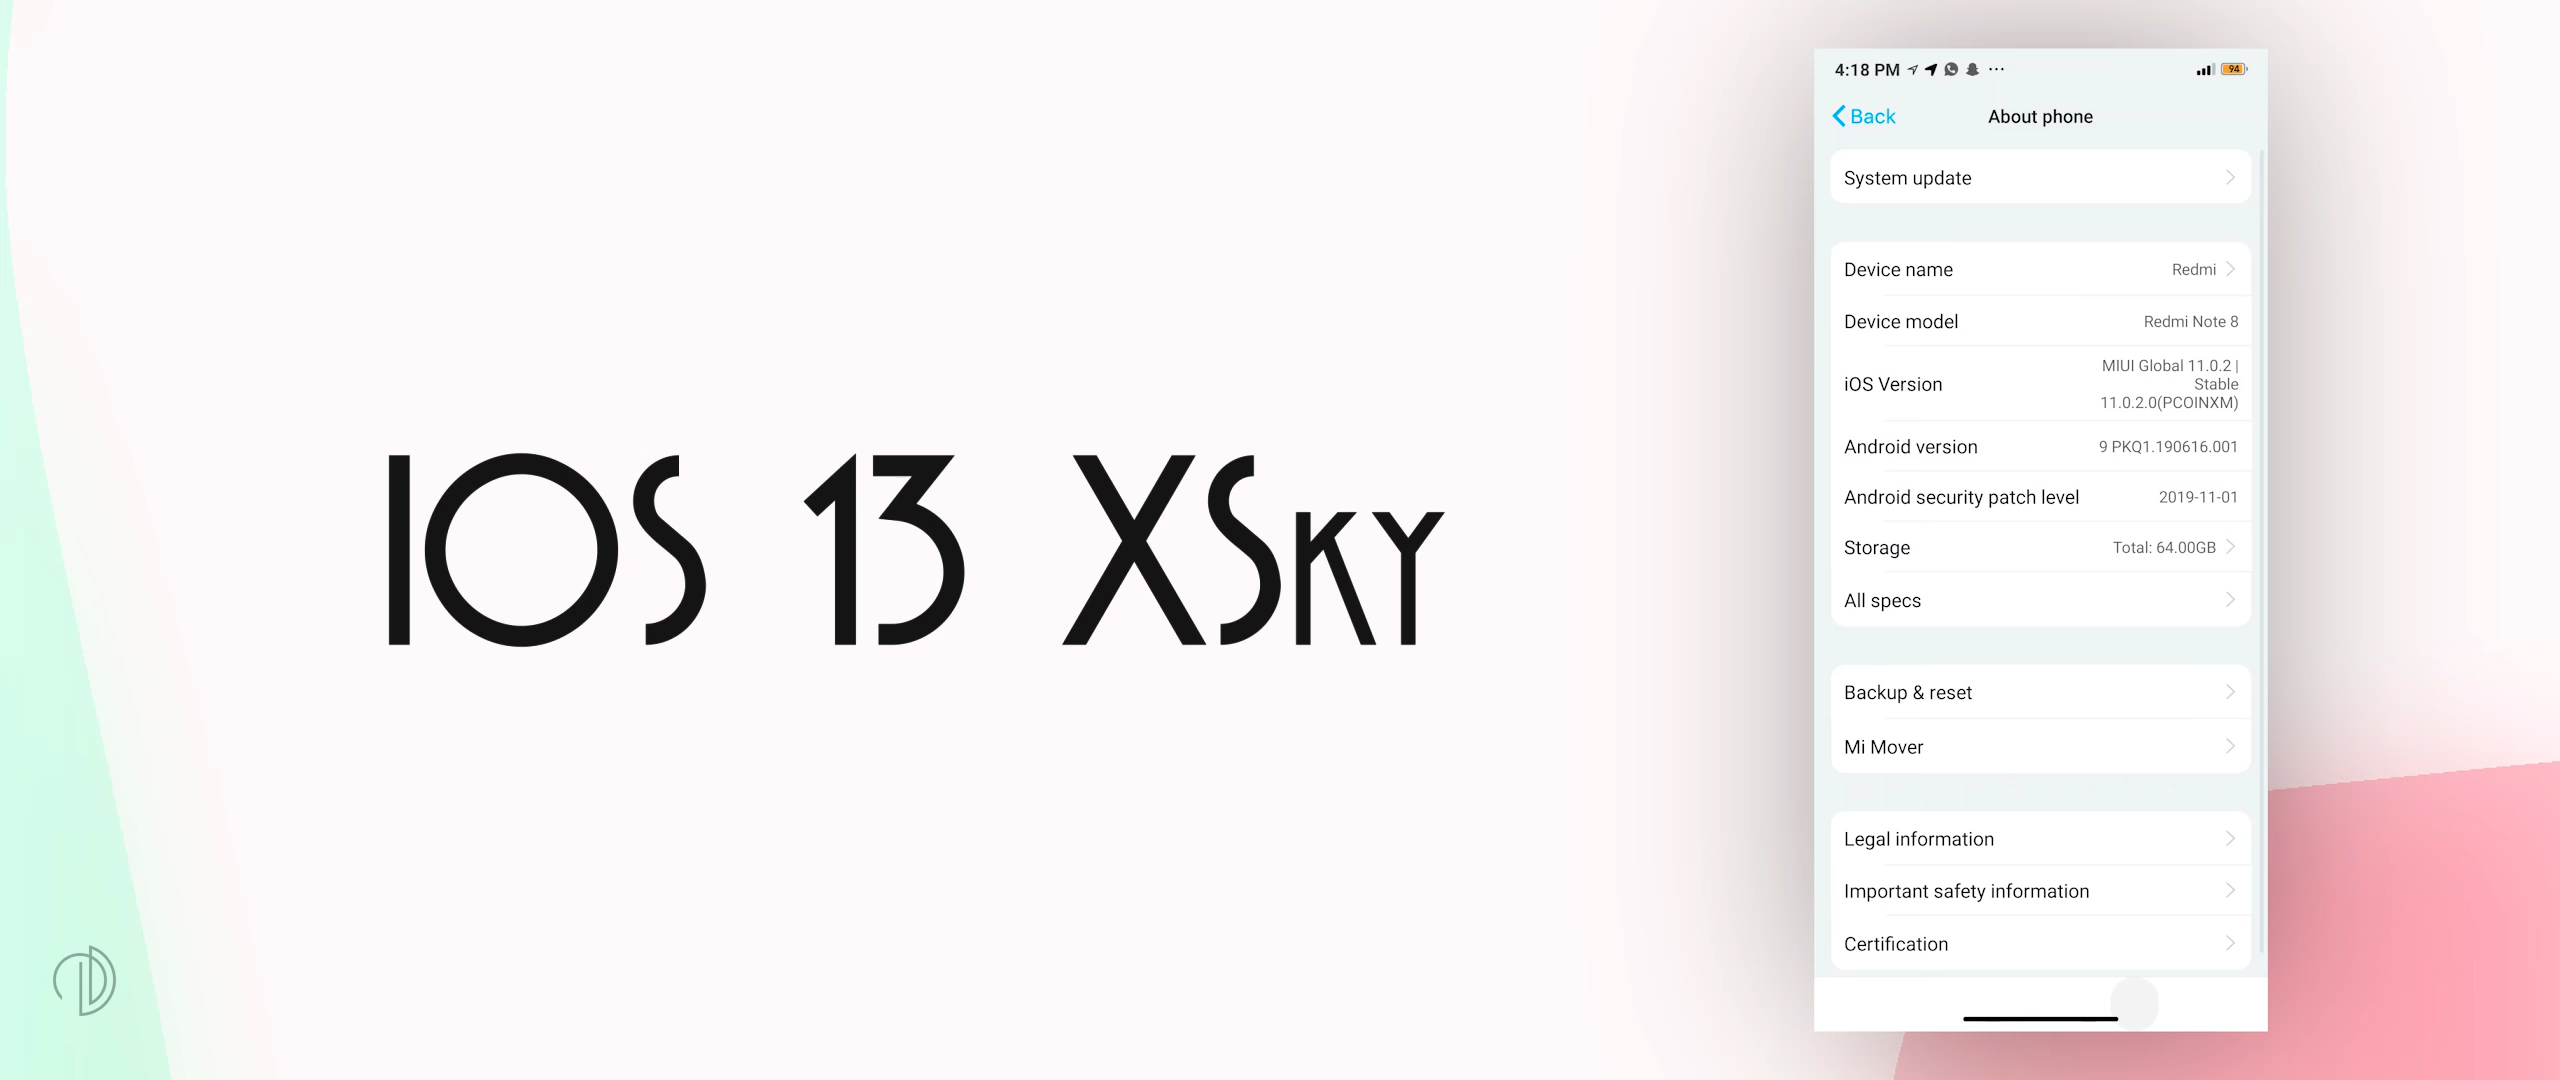 IOS 13 XSKY
4:18 PM ... 94
Back About phone
System update
Device name Redmi
Device model Redmi Note 8
iOS Version MIUI Global 11.0.2 |
Stable
11.0.2.0(PCOINXM)
Android version 9 PKQ1.190616.001
Android security patch level 2019-11-01
Storage Total: 64.00GB
All specs
Backup & reset
Mi Mover
Legal information
Important safety information
Certification